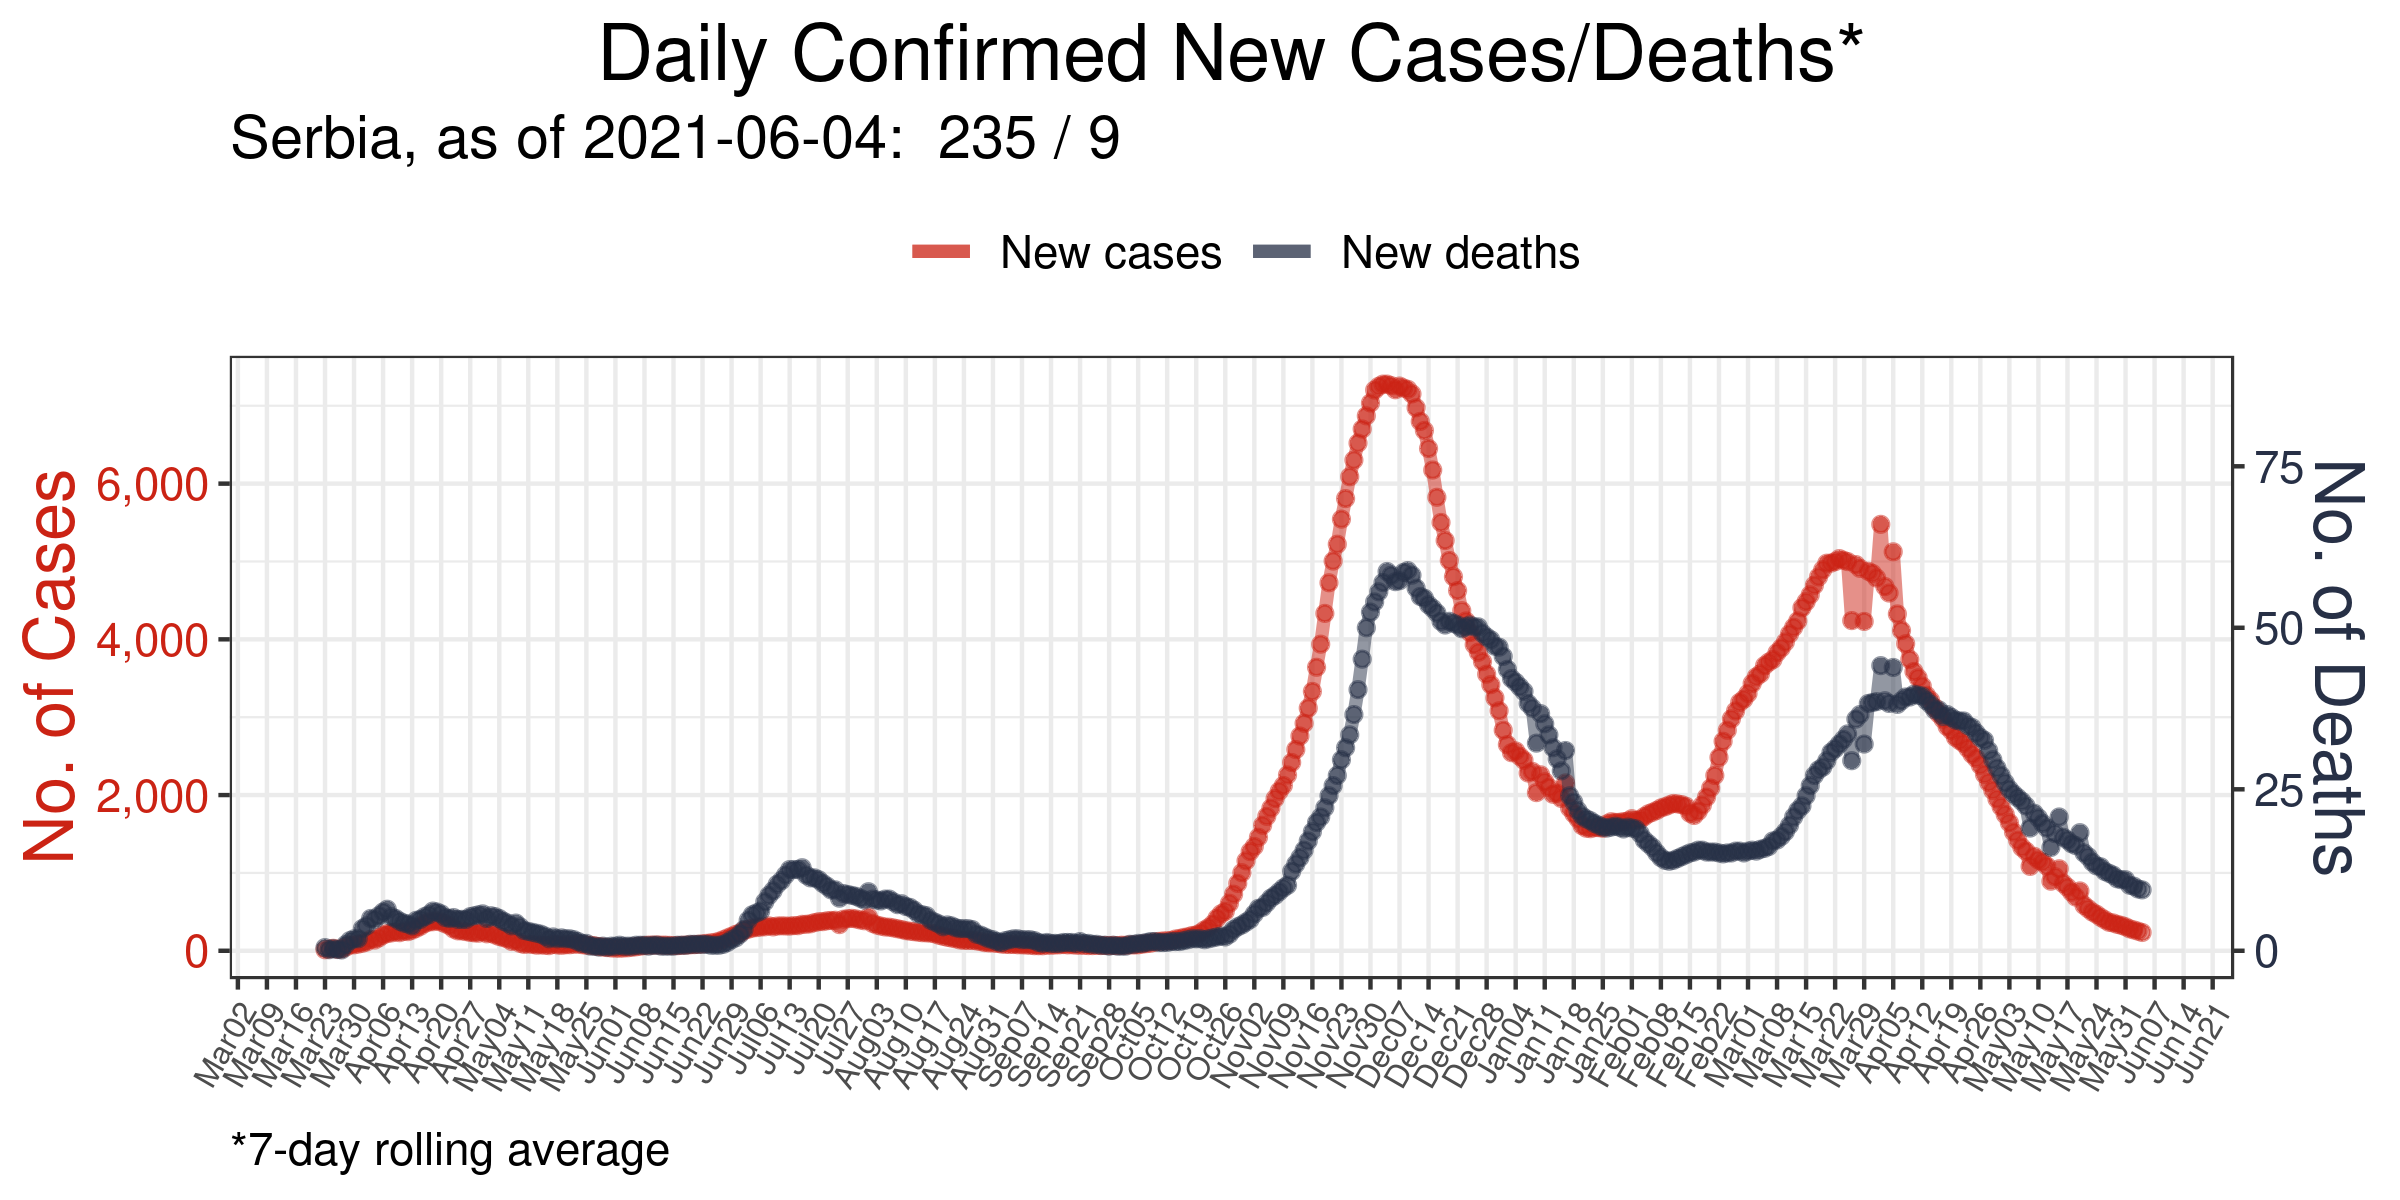 Daily Confirmed New Cases/Deaths*
Serbia, as of 2021-06-04:  235 / 9
New cases
New deaths
No. of Cases
6,000
4,000
2,000
0
75
50
25
0
No. of Deaths
Mar02
Mar09
Mar16
Mar23
Mar30
Apr06
Apr13
Apr20
Apr27
May04
May11
May18
May25
Jun01
Jun08
Jun15
Jun22
Jun29
Jul06
Jul13
Jul20
Jul27
Aug03
Aug10
Aug17
Aug24
Aug31
Sep07
Sep14
Sep21
Sep28
Oct05
Oct12
Oct19
Oct26
Nov02
Nov09
Nov16
Nov23
Nov30
Dec07
Dec14
Dec21
Dec28
Jan04
Jan11
Jan18
Jan25
Feb01
Feb08
Feb15
Feb22
Mar01
Mar08
Mar15
Mar22
Mar29
Apr05
Apr12
Apr19
Apr26
May03
May10
May17
May24
May31
Jun07
Jun14
Jun21
*7-day rolling average